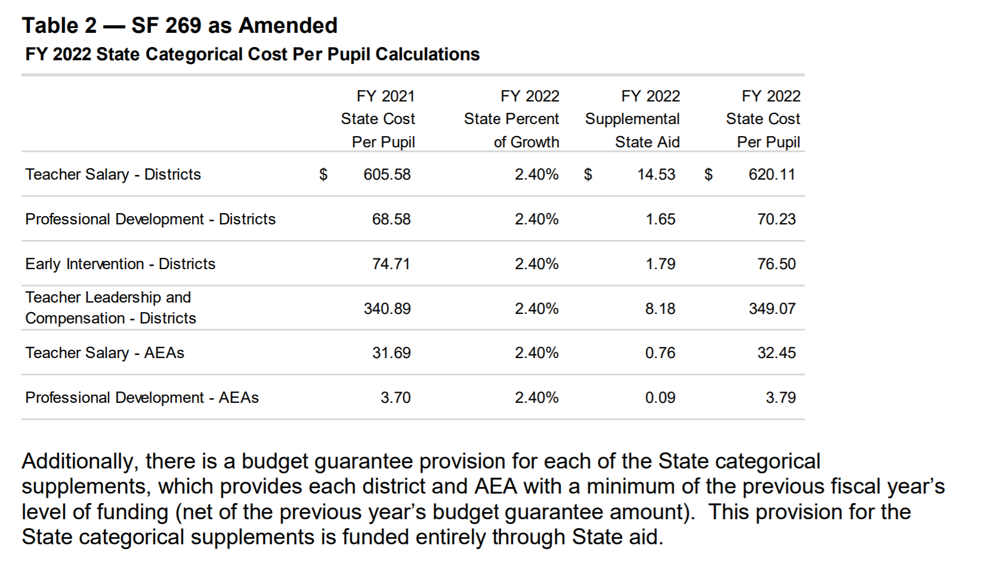 Table 2 — SF 269 as Amended
FY 2022 State Categorical Cost Per Pupil Calculations
FY 2021 FY 2022 FY 2022 FY 2022
State Cost State Percent Supplemental State Cost
Per Pupil of Growth State Aid Per Pupil
Teacher Salary - Districts $ 605.58 2.40% $ 14.53 $ 620.11
Professional Development - Districts 68.58 2.40% 1.65 70.23
Early Intervention - Districts 74.71 2.40% 1.79 76.50
Teacher Leadership and
Compensation - Districts 340.89 2.40% 8.18 349.07
Teacher Salary - AEAs 31.69 2.40% 0.76 32.45
Professional Development - AEAs 3.70 2.40% 0.09 3.79
Additionally, there is a budget guarantee provision for each of the State categorical
supplements, which provides each district and AEA with a minimum of the previous fiscal year’s
level of funding (net of the previous year’s budget guarantee amount).  This provision for the
State categorical supplements is funded entirely through State aid.